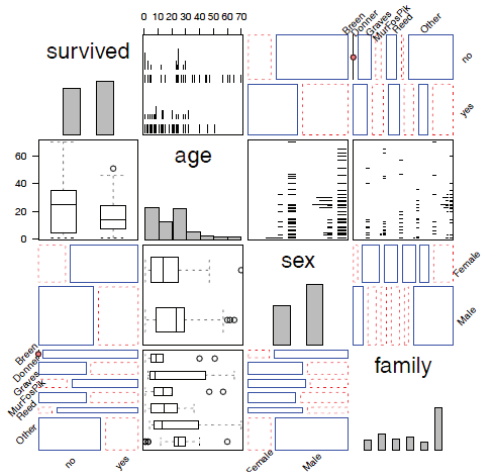 survived
0 10 20 30 40 50 60 70
Breen
Donner
Graves
MurFosPik
Reed
Other
no
yes
60
40
20
0
age
sex
Female
Male
Breen
Donner
Graves
MurFosPik
Reed
Other
family
no
yes
Female
Male